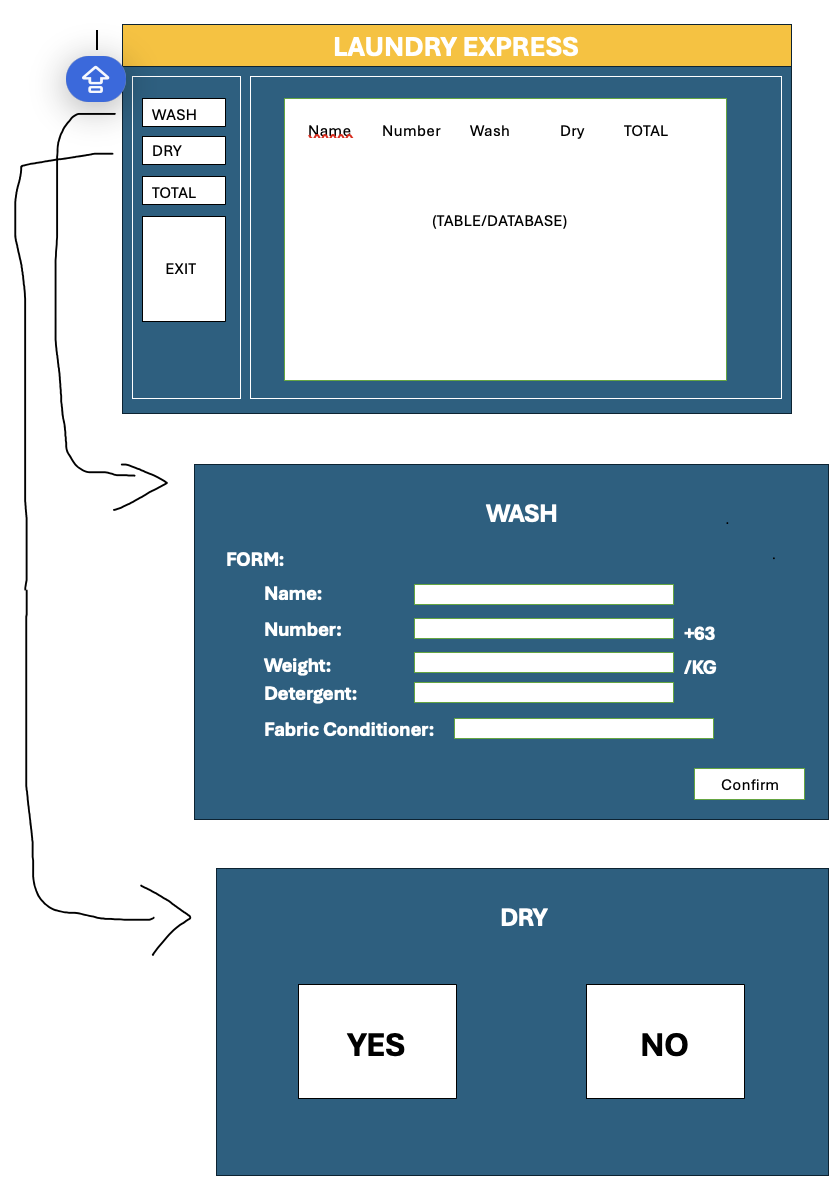 LAUNDRY EXPRESS
WASH
DRY
TOTAL
EXIT
Name Number Wash Dry TOTAL
(TABLE/DATABASE)
WASH
FORM:
Name:
Number: +63
Weight: /KG
Detergent:
Fabric Conditioner:
Confirm
DRY
YES NO